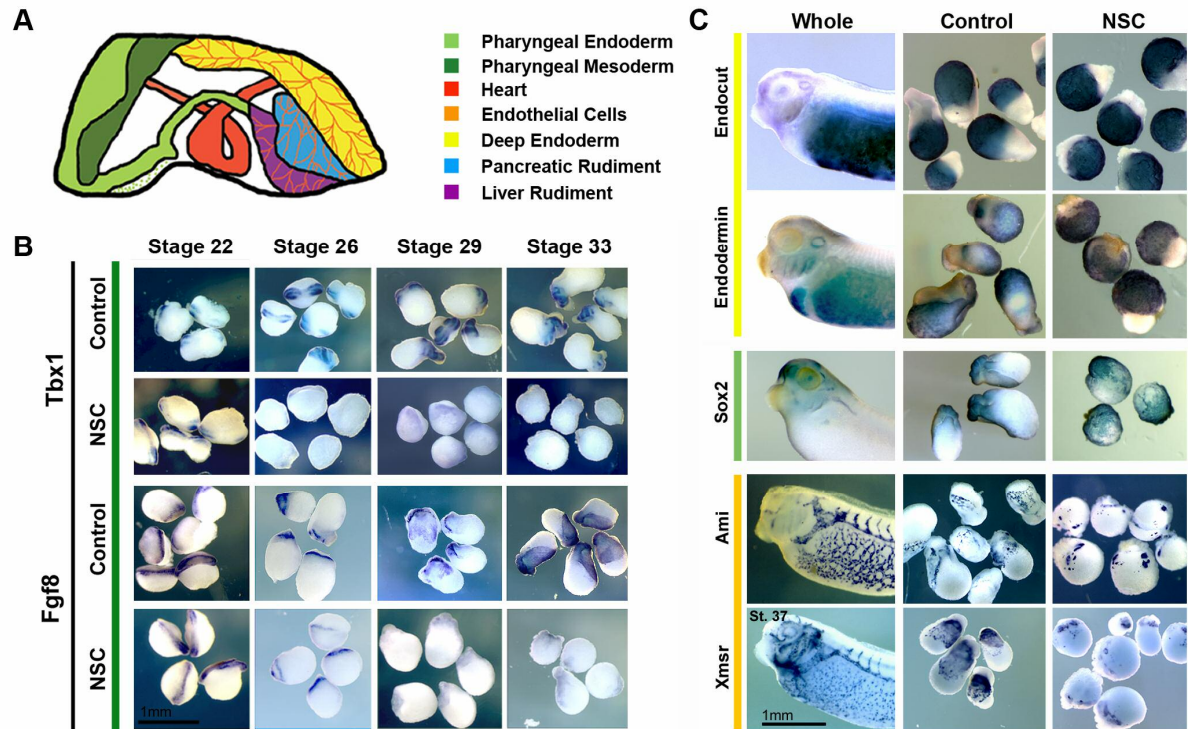 A
Pharyngeal Endoderm
Pharyngeal Mesoderm
Heart
Endothelial Cells
Deep Endoderm
Pancreatic Rudiment
Liver Rudiment
B
Stage 22 Stage 26 Stage 29 Stage 33
Tbx1
Control
NSC
Fgf8
Control
NSC
1mm
C
Whole Control NSC
Endocut
Endodermin
Sox2
Ami
Xmsr
St. 37
1mm